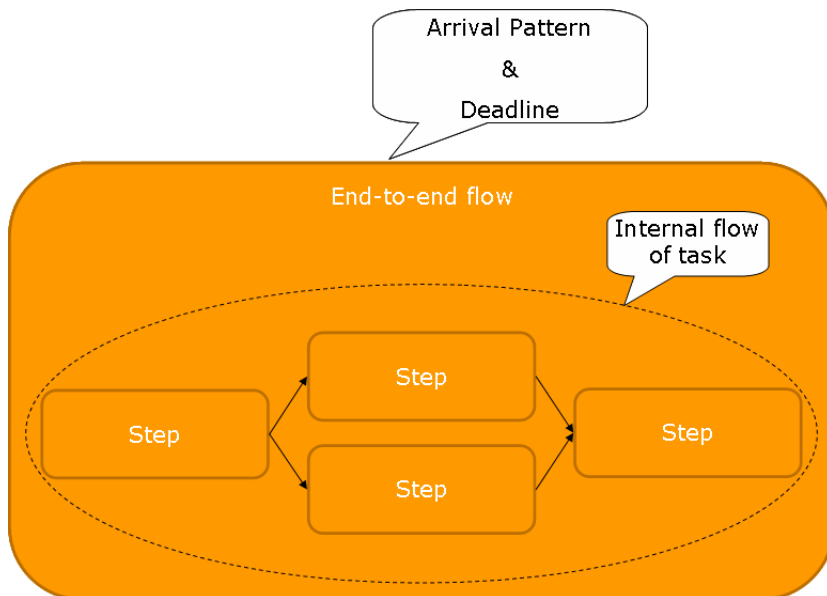 Arrival Pattern
&
Deadline
End-to-end flow
Internal flow
of task
Step
Step
Step
Step